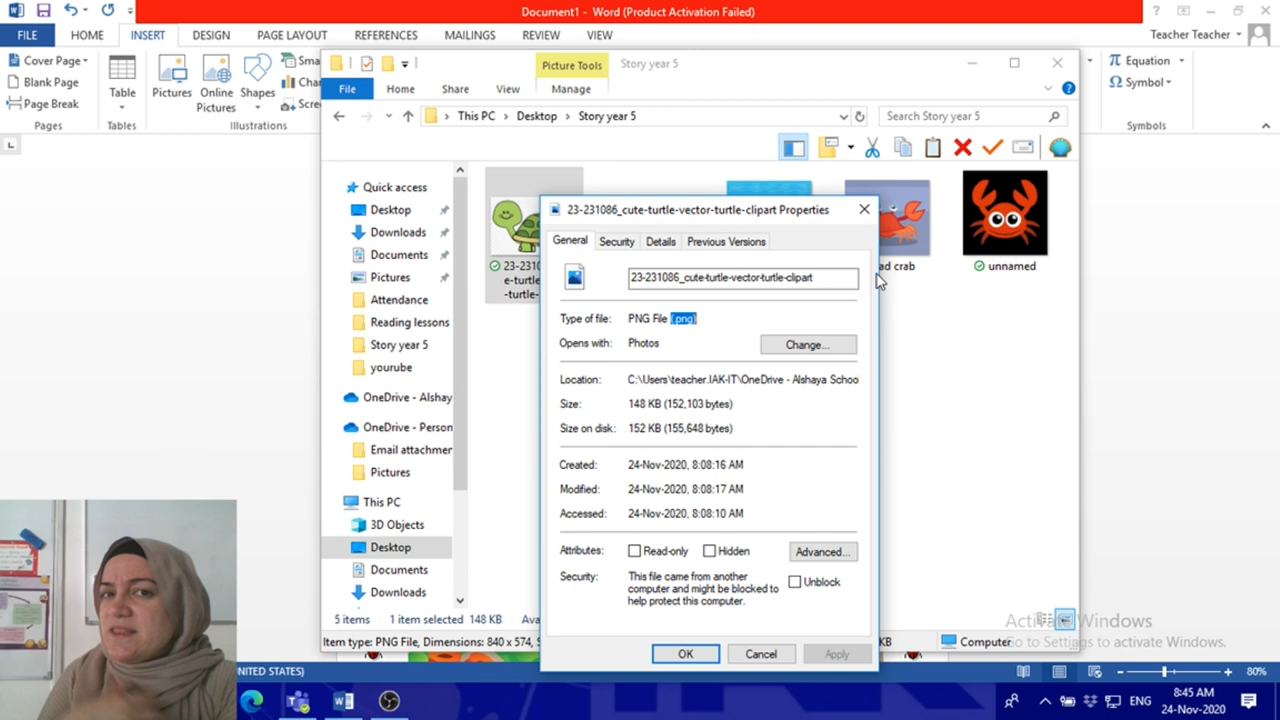 Document1 - Word (Product Activation Failed)
FILE HOME INSERT DESIGN PAGE LAYOUT REFERENCES MAILINGS REVIEW VIEW Teacher Teacher
Cover Page
Blank Page
Page Break
Pages
Table
Tables
Pictures
Online Pictures
Shapes
Illustrations
Equation
Symbol
Symbols
Picture Tools
Story year 5
File Home Share View Manage
This PC > Desktop > Story year 5
Search Story year 5
Quick access
Desktop
Downloads
Documents
Pictures
Attendance
Reading lessons
Story year 5
yourube
OneDrive - Alshay
OneDrive - Person
Email attachmer
Pictures
This PC
3D Objects
Desktop
Documents
Downloads
ad crab
unnamed
23-231086_cute-turtle-vector-turtle-clipart Properties
General Security Details Previous Versions
23-231086_cute-turtle-vector-turtle-clipart
Type of file: PNG File (.png)
Opens with: Photos Change...
Location: C:\Users\teacher.IAK-IT\OneDrive - Alshaya School
Size: 148 KB (152,103 bytes)
Size on disk: 152 KB (155,648 bytes)
Created: 24-Nov-2020, 8:08:16 AM
Modified: 24-Nov-2020, 8:08:17 AM
Accessed: 24-Nov-2020, 8:08:10 AM
Attributes: Read-only Hidden Advanced...
Security: This file came from another
computer and might be blocked to
help protect this computer.
Unblock
OK Cancel Apply
5 items 1 item selected 148 KB
Item type: PNG File, Dimensions: 840 x 574,
KB
Computer
Activate Windows
Go to Settings to activate Windows.
NITED STATES)
80%
ENG
8:45 AM
24-Nov-2020